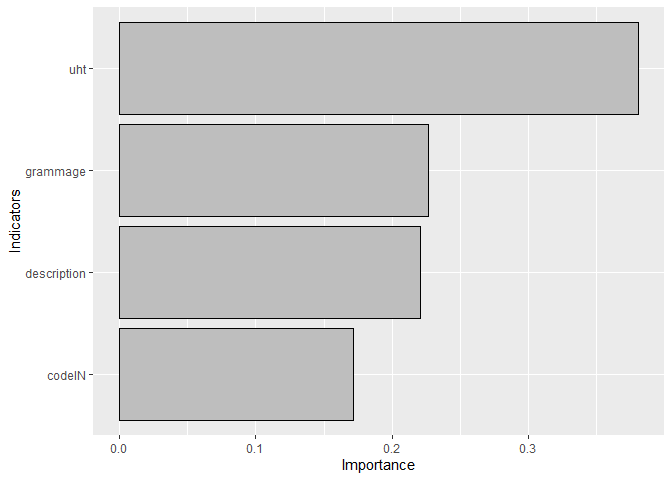 uht
grammage
description
codeIN
Indicators
0.0 0.1 0.2 0.3
Importance